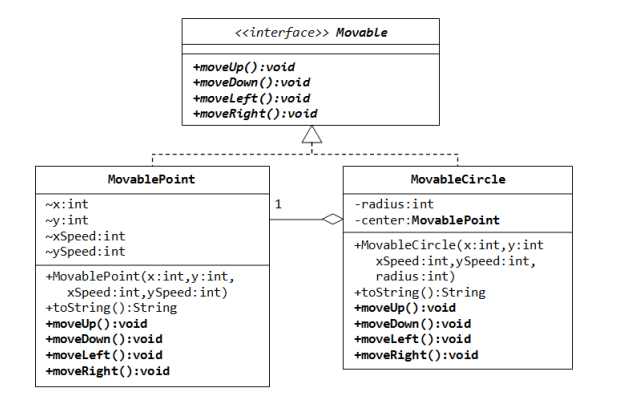 <<interface>> Movable
+moveUp():void
+moveDown():void
+moveLeft():void
+moveRight():void
MovablePoint
~x:int
~y:int
~xSpeed:int
~ySpeed:int
+MovablePoint(x:int,y:int,
xSpeed:int,ySpeed:int)
+toString():String
+moveUp():void
+moveDown():void
+moveLeft():void
+moveRight():void
1
MovableCircle
-radius:int
-center:MovablePoint
+MovableCircle(x:int,y:int
xSpeed:int,ySpeed:int,
radius:int)
+toString():String
+moveUp():void
+moveDown():void
+moveLeft():void
+moveRight():void